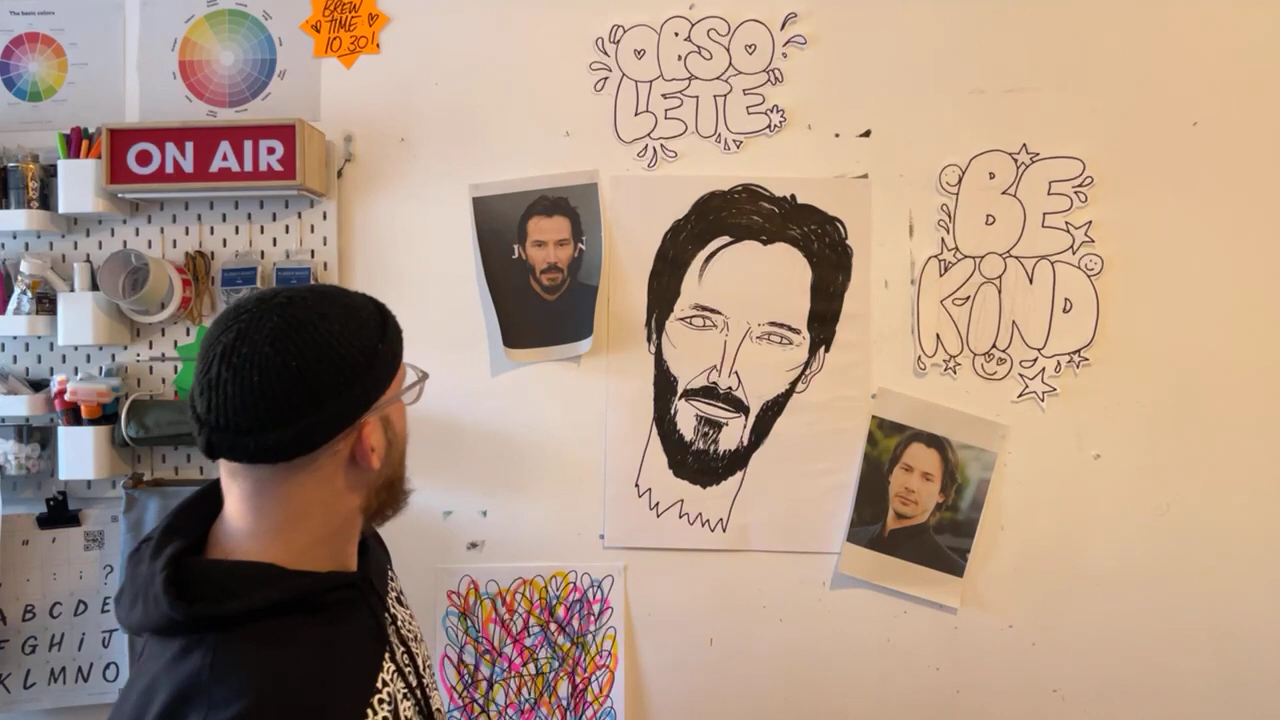 The basic colors
BREW
TIME
10.30!
OBSO
LETE
ON AIR
BE
KiND
" ' 
. : i ?
A B C D E
F G H i J
K L M N O